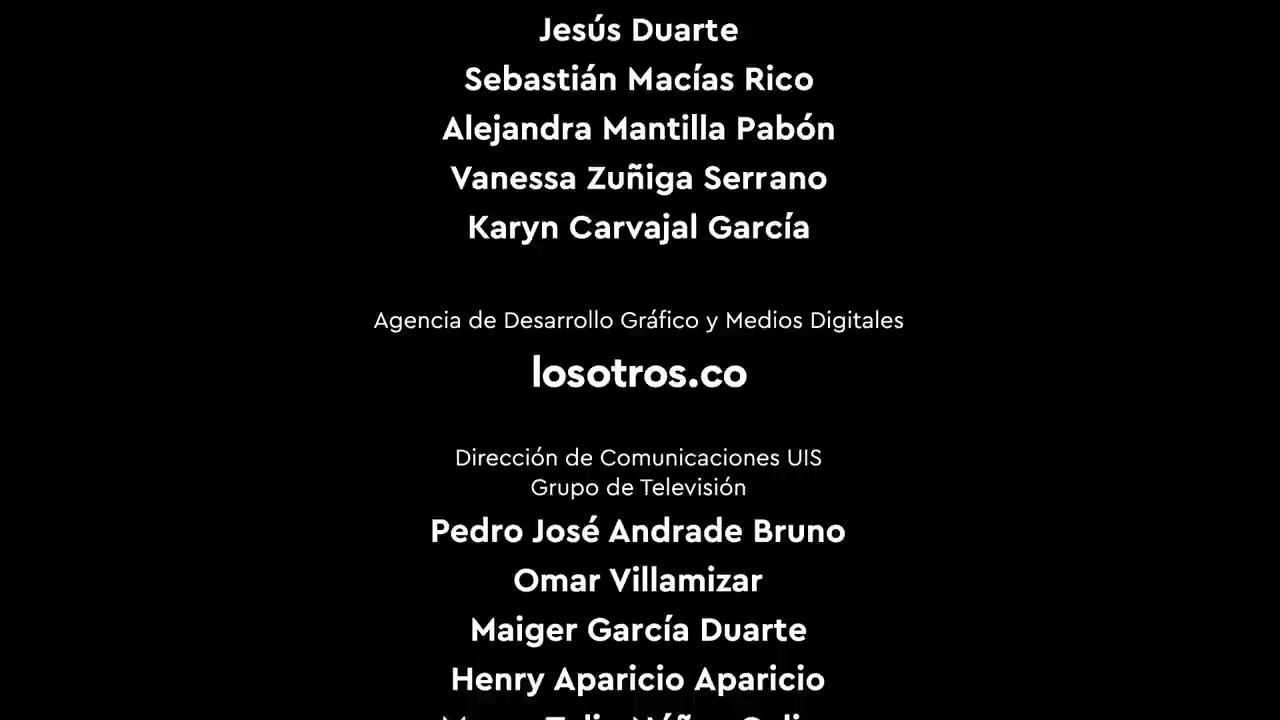 Jesús Duarte
Sebastián Macías Rico
Alejandra Mantilla Pabón
Vanessa Zuñiga Serrano
Karyn Carvajal García
Agencia de Desarrollo Gráfico y Medios Digitales
losotros.co
Dirección de Comunicaciones UIS
Grupo de Televisión
Pedro José Andrade Bruno
Omar Villamizar
Maiger García Duarte
Henry Aparicio Aparicio